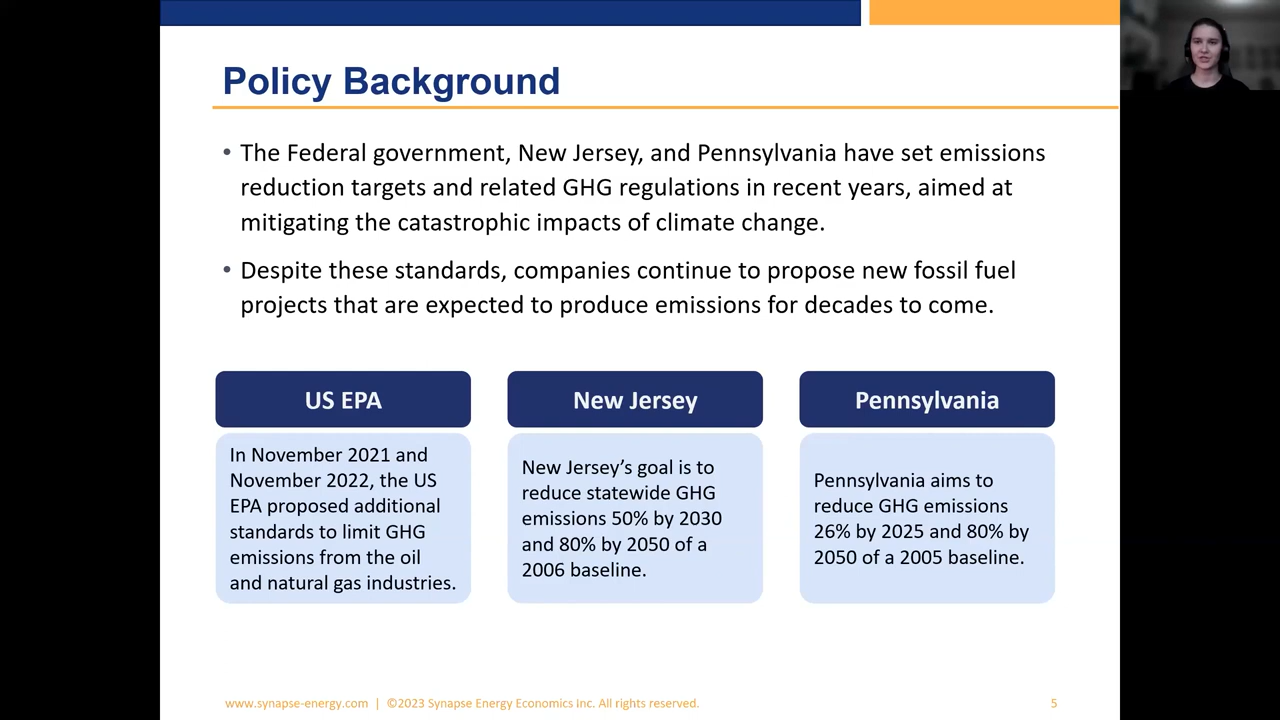 Policy Background
• The Federal government, New Jersey, and Pennsylvania have set emissions
reduction targets and related GHG regulations in recent years, aimed at
mitigating the catastrophic impacts of climate change.
• Despite these standards, companies continue to propose new fossil fuel
projects that are expected to produce emissions for decades to come.
US EPA
In November 2021 and
November 2022, the US
EPA proposed additional
standards to limit GHG
emissions from the oil
and natural gas industries.
New Jersey
New Jersey’s goal is to
reduce statewide GHG
emissions 50% by 2030
and 80% by 2050 of a
2006 baseline.
Pennsylvania
Pennsylvania aims to
reduce GHG emissions
26% by 2025 and 80% by
2050 of a 2005 baseline.
www.synapse-energy.com | ©2023 Synapse Energy Economics Inc. All rights reserved.
5